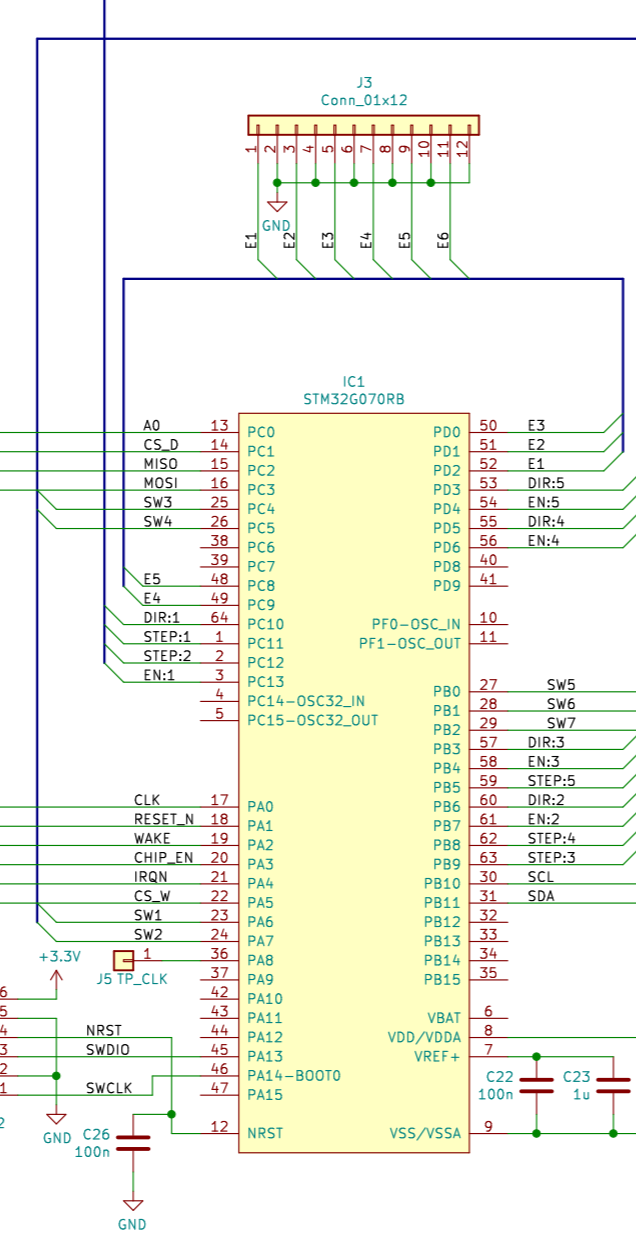 J3
Conn_01x12
1 2 3 4 5 6 7 8 9 10 11 12
GND
E1 E2 E3 E4 E5 E6
IC1
STM32G070RB
A0 13 PC0 PD0 50 E3
CS_D 14 PC1 PD1 51 E2
MISO 15 PC2 PD2 52 E1
MOSI 16 PC3 PD3 53 DIR:5
SW3 25 PC4 PD4 54 EN:5
SW4 26 PC5 PD5 55 DIR:4
38 PC6 PD6 56 EN:4
39 PC7 PD8 40
E5 48 PC8 PD9 41
E4 49 PC9
DIR:1 64 PC10 PF0-OSC_IN 10
STEP:1 1 PC11 PF1-OSC_OUT 11
STEP:2 2 PC12
EN:1 3 PC13 PB0 27 SW5
4 PC14-OSC32_IN PB1 28 SW6
5 PC15-OSC32_OUT PB2 29 SW7
PB3 57 DIR:3
PB4 58 EN:3
PB5 59 STEP:5
CLK 17 PA0 PB6 60 DIR:2
RESET_N 18 PA1 PB7 61 EN:2
WAKE 19 PA2 PB8 62 STEP:4
CHIP_EN 20 PA3 PB9 63 STEP:3
IRQN 21 PA4 PB10 30 SCL
CS_W 22 PA5 PB11 31 SDA
SW1 23 PA6 PB12 32
SW2 24 PA7 PB13 33
+3.3V J5 TP_CLK 1 36 PA8 PB14 34
37 PA9 PB15 35
6 42 PA10
5 43 PA11 VBAT 6
4 NRST 44 PA12 VDD/VDDA 8
3 SWDIO 45 PA13 VREF+ 7
2 46 PA14-BOOT0 C22 100n C23 1u
1 SWCLK 47 PA15
2 GND C26 100n 12 NRST VSS/VSSA 9
GND